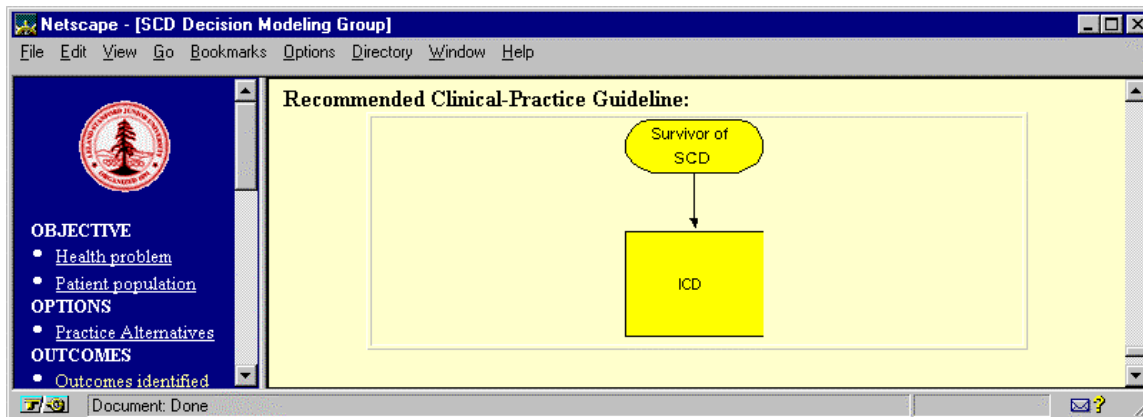 Netscape - [SCD Decision Modeling Group]
File Edit View Go Bookmarks Options Directory Window Help
OBJECTIVE
Health problem
Patient population
OPTIONS
Practice Alternatives
OUTCOMES
Outcomes identified
Recommended Clinical-Practice Guideline:
Survivor of
SCD
ICD
Document: Done